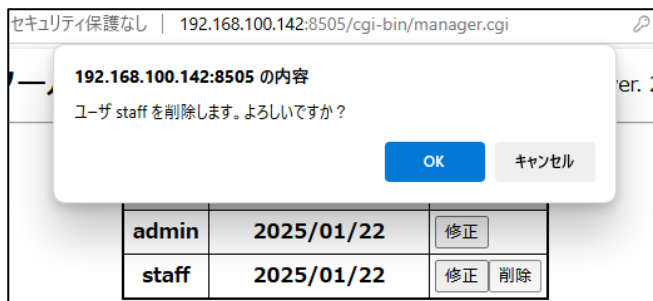 セキュリティ保護なし | 192.168.100.142:8505/cgi-bin/manager.cgi
192.168.100.142:8505 の内容
ユーザ staff を削除します。よろしいですか？
OK キャンセル
admin 2025/01/22 修正
staff 2025/01/22 修正 削除